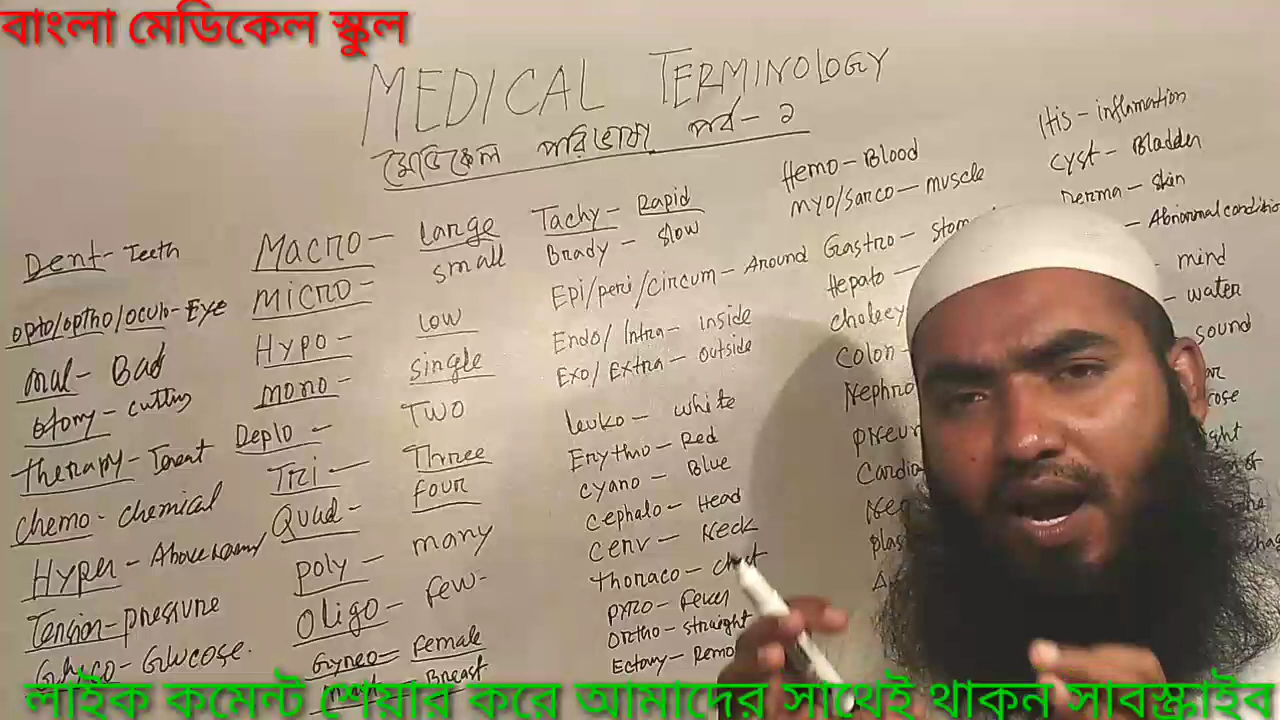 বাংলা মেডিকেল স্কুল
MEDICAL TERMINOLOGY
মেডিকেল পরিভাষা পর্ব - ২
Dent - Teeth
opto/optho/oculo - Eye
mal - Bad
otomy - cutting
Therapy - Treat
chemo - chemical
Hyper - Above
Tension - pressure
Glyco - Glucose.
MACRO - large
MICRO - small
Hypo - low
mono - single
Deplo - TWO
Tri - Three
Quad - four
poly - many
Oligo - few
Gyneo - female
Breast
Tachy - Rapid
Brady - slow
Epi/peri/circum - Around
Endo/Intra - inside
Exo/Extra - outside
leuko - white
Erythro - Red
cyano - Blue
cephalo - Head
cerv - Neck
thoraco - chest
pyro - fever
Ortho - straight
Ectomy - Remo
Hemo - Blood
myo/sarco - muscle
Gastro - stom
Hepato -
colon -
Nephro
pneum
Cardio
plas
itis - inflamation
cyst - Bladder
Derma - skin
- Abnormal condition
- mind
- water
sound
লাইক কমেন্ট শেয়ার করে আমাদের সাথেই থাকুন সাবস্ক্রাইব